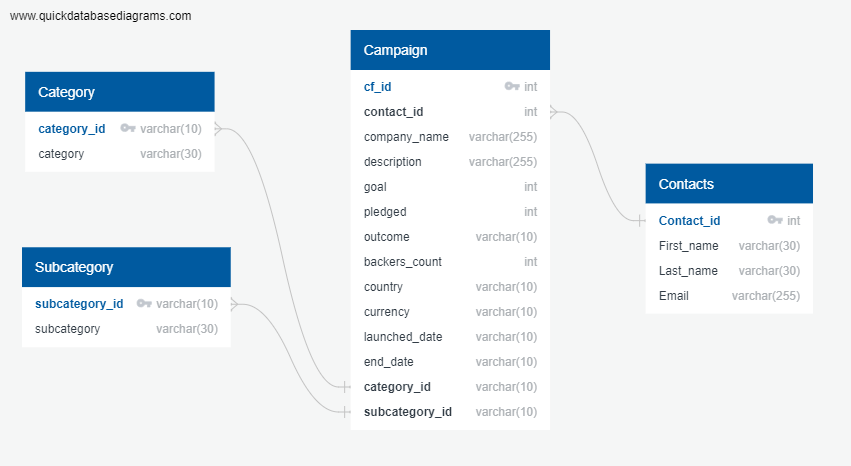 www.quickdatabasediagrams.com
Category
category_id varchar(10)
category varchar(30)
Subcategory
subcategory_id varchar(10)
subcategory varchar(30)
Campaign
cf_id int
contact_id int
company_name varchar(255)
description varchar(255)
goal int
pledged int
outcome varchar(10)
backers_count int
country varchar(10)
currency varchar(10)
launched_date varchar(10)
end_date varchar(10)
category_id varchar(10)
subcategory_id varchar(10)
Contacts
Contact_id int
First_name varchar(30)
Last_name varchar(30)
Email varchar(255)